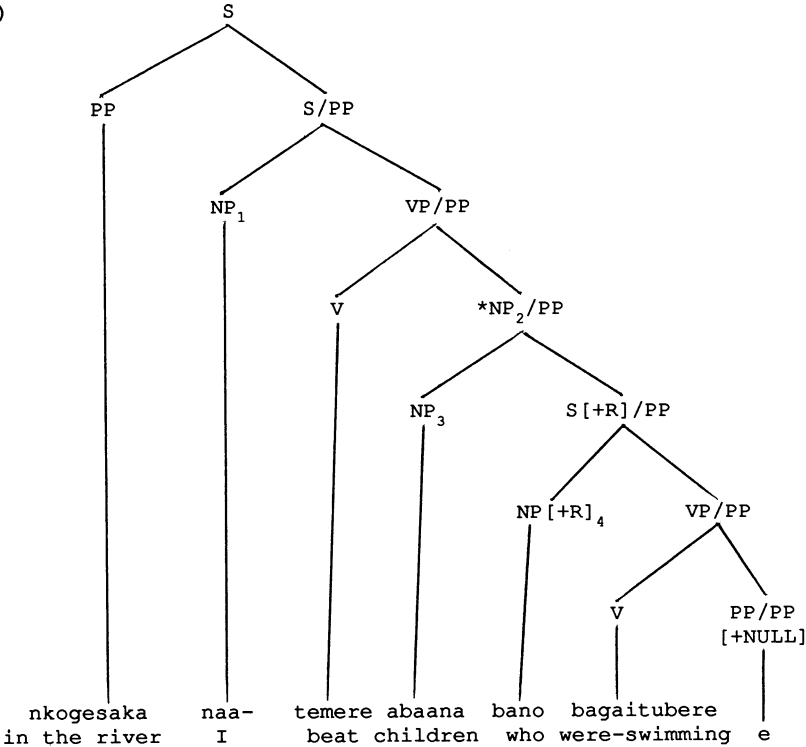 )
S
PP S/PP
NP1 VP/PP
V *NP2/PP
NP3 S[+R]/PP
NP[+R]4 VP/PP
V PP/PP
[+NULL]
nkogesaka naa- temere abaana bano bagaitubere
in the river I beat children who were-swimming e